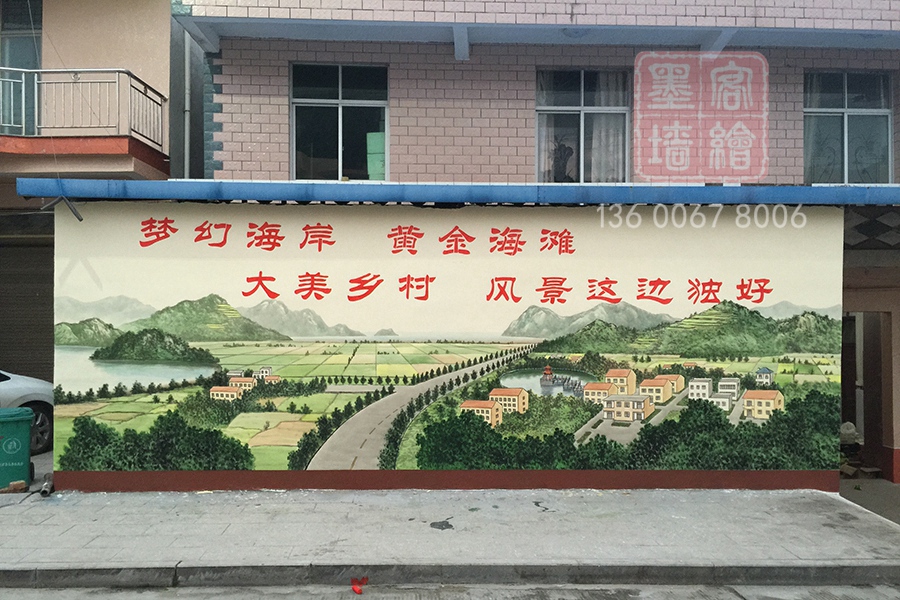 墨客
墙繪
136 0067 8006
梦幻海岸 黄金海滩
大美乡村 风景这边独好